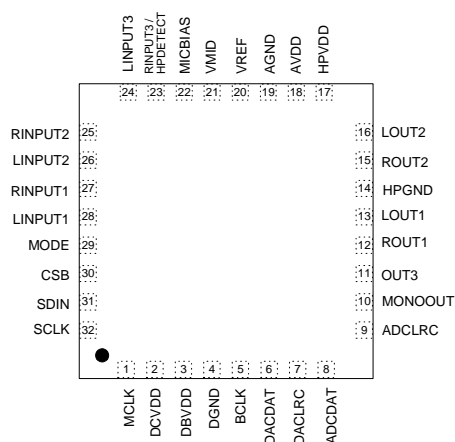 LINPUT3
RINPUT3 /
HPDETECT
MICBIAS
VMID
VREF
AGND
AVDD
HPVDD
24 23 22 21 20 19 18 17
RINPUT2 25
LINPUT2 26
RINPUT1 27
LINPUT1 28
MODE 29
CSB 30
SDIN 31
SCLK 32
16 LOUT2
15 ROUT2
14 HPGND
13 LOUT1
12 ROUT1
11 OUT3
10 MONOOUT
9 ADCLRC
1 2 3 4 5 6 7 8
MCLK
DCVDD
DBVDD
DGND
BCLK
DACDAT
DACLRC
ADCDAT